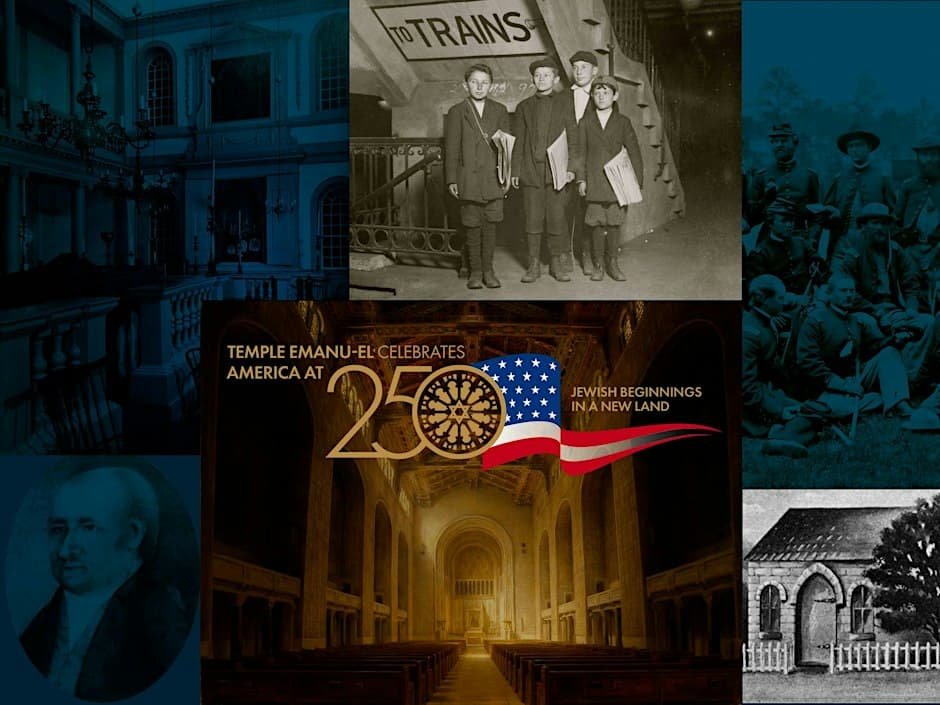 TO TRAINS
TEMPLE EMANU-EL CELEBRATES
AMERICA AT
250
JEWISH BEGINNINGS
IN A NEW LAND